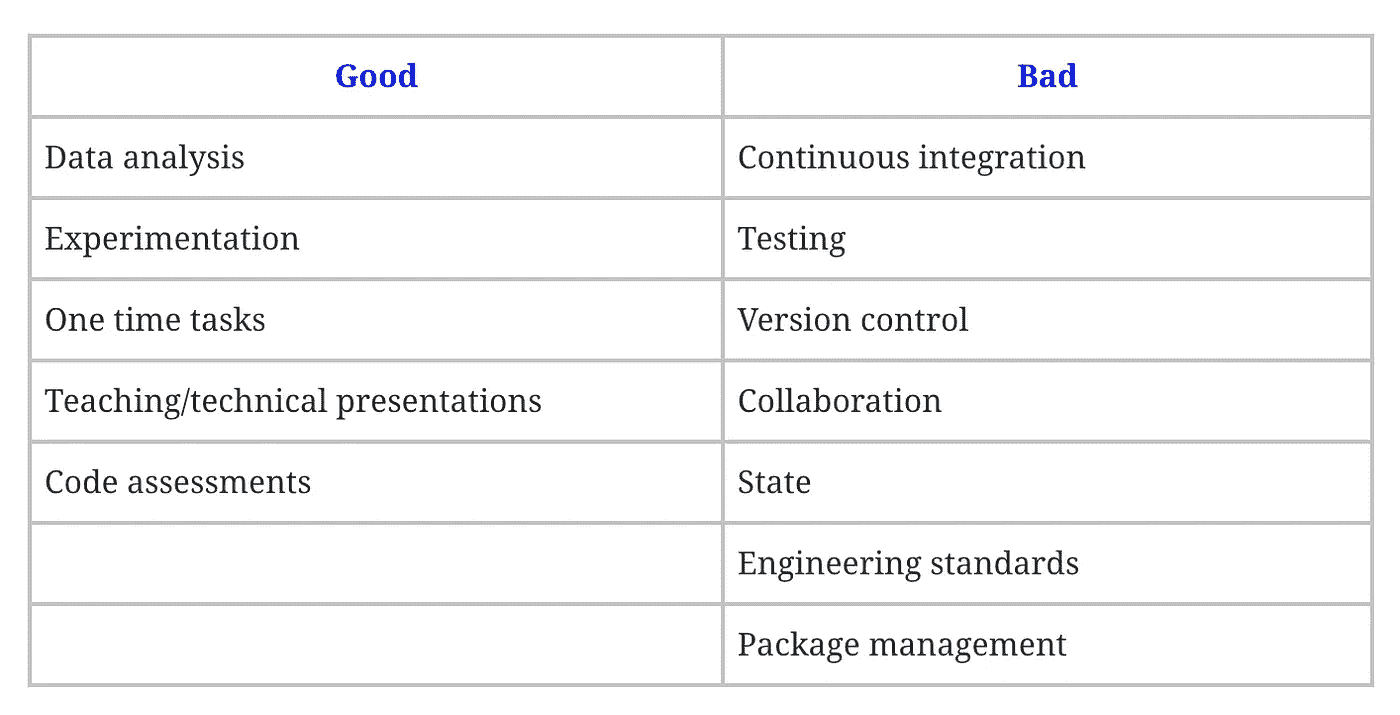 Good
Bad
Data analysis
Continuous integration
Experimentation
Testing
One time tasks
Version control
Teaching/technical presentations
Collaboration
Code assessments
State
Engineering standards
Package management